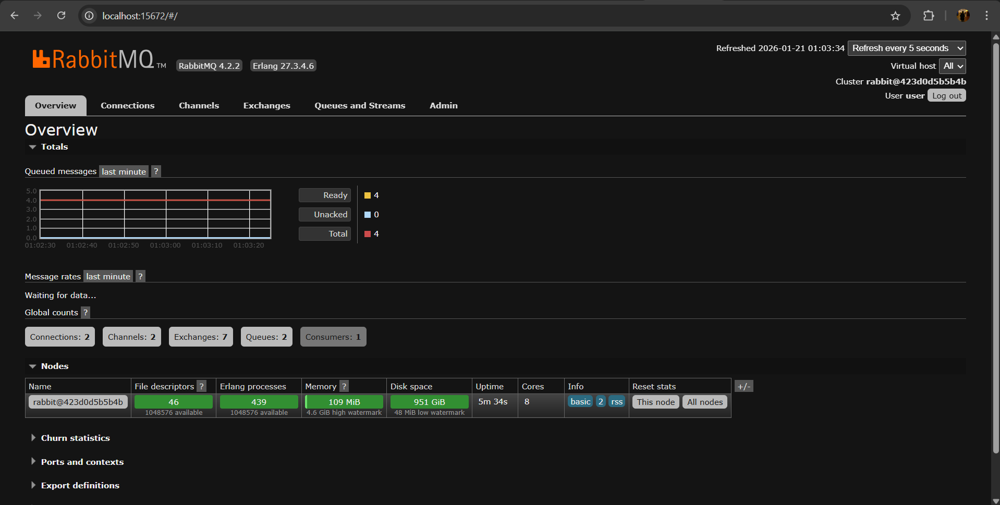 localhost:15672/#/
RabbitMQ TM
RabbitMQ 4.2.2 Erlang 27.3.4.6
Refreshed 2026-01-21 01:03:34 Refresh every 5 seconds
Virtual host All
Cluster rabbit@423d0d5b5b4b
User user Log out
Overview Connections Channels Exchanges Queues and Streams Admin
Overview
Totals
Queued messages last minute ?
5.0
4.0
3.0
2.0
1.0
0.0
01:02:30 01:02:40 01:02:50 01:03:00 01:03:10 01:03:20
Ready 4
Unacked 0
Total 4
Message rates last minute ?
Waiting for data...
Global counts ?
Connections: 2 Channels: 2 Exchanges: 7 Queues: 2 Consumers: 1
Nodes
Name File descriptors ? Erlang processes Memory ? Disk space Uptime Cores Info Reset stats +/-
rabbit@423d0d5b5b4b 46 439 109 MiB 951 GiB 5m 34s 8 basic 2 rss This node All nodes
1048576 available 1048576 available 4.6 GiB high watermark 48 MiB low watermark
Churn statistics
Ports and contexts
Export definitions